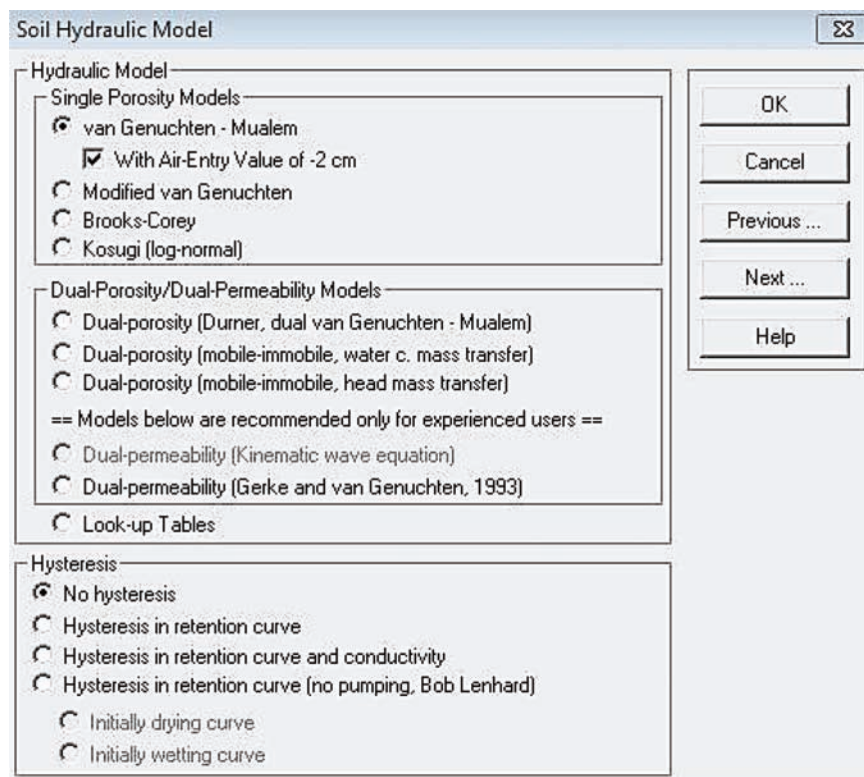 Soil Hydraulic Model
Hydraulic Model
Single Porosity Models
van Genuchten - Mualem
With Air-Entry Value of -2 cm
Modified van Genuchten
Brooks-Corey
Kosugi (log-normal)
Dual-Porosity/Dual-Permeability Models
Dual-porosity (Durner, dual van Genuchten - Mualem)
Dual-porosity (mobile-immobile, water c. mass transfer)
Dual-porosity (mobile-immobile, head mass transfer)
== Models below are recommended only for experienced users ==
Dual-permeability (Kinematic wave equation)
Dual-permeability (Gerke and van Genuchten, 1993)
Look-up Tables
Hysteresis
No hysteresis
Hysteresis in retention curve
Hysteresis in retention curve and conductivity
Hysteresis in retention curve (no pumping, Bob Lenhard)
Initially drying curve
Initially wetting curve
OK
Cancel
Previous ...
Next ...
Help